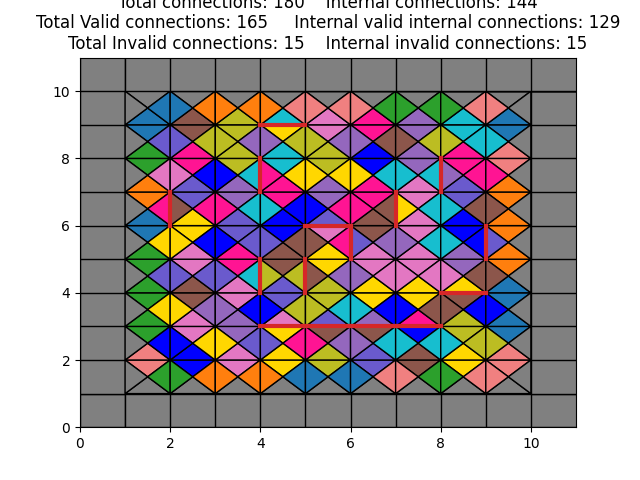 Total connections: 180 Internal connections: 144
Total Valid connections: 165 Internal valid internal connections: 129
Total Invalid connections: 15 Internal invalid connections: 15
10
8
6
4
2
0
0 2 4 6 8 10